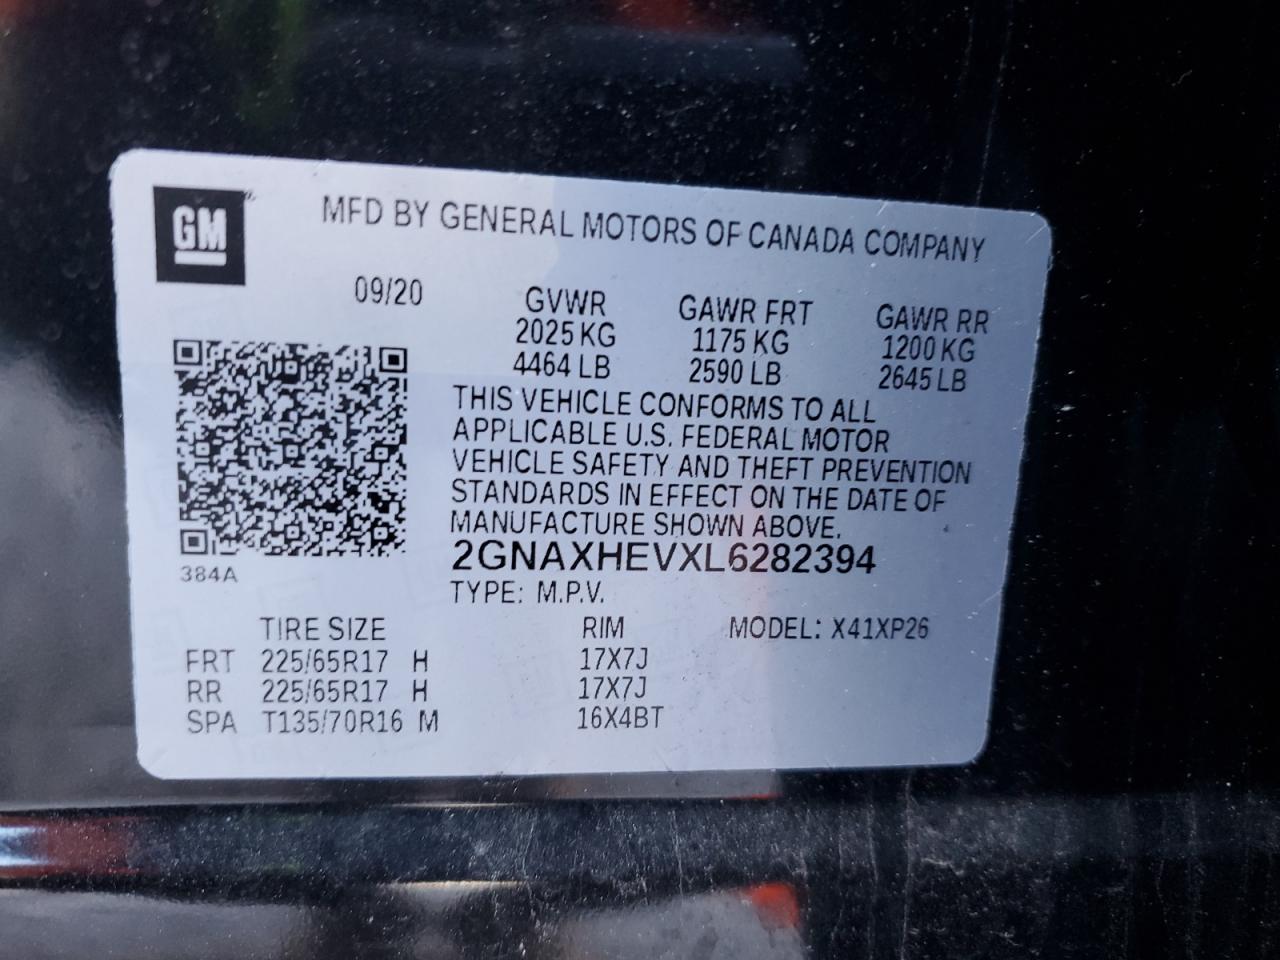 GM
MFD BY GENERAL MOTORS OF CANADA COMPANY
09/20 GVWR GAWR FRT GAWR RR
2025 KG 1175 KG 1200 KG
4464 LB 2590 LB 2645 LB
THIS VEHICLE CONFORMS TO ALL
APPLICABLE U.S. FEDERAL MOTOR
VEHICLE SAFETY AND THEFT PREVENTION
STANDARDS IN EFFECT ON THE DATE OF
MANUFACTURE SHOWN ABOVE.
2GNAXHEVXL6282394
384A
TYPE: M.P.V.
TIRE SIZE RIM MODEL: X41XP26
FRT 225/65R17 H 17X7J
RR 225/65R17 H 17X7J
SPA T135/70R16 M 16X4BT